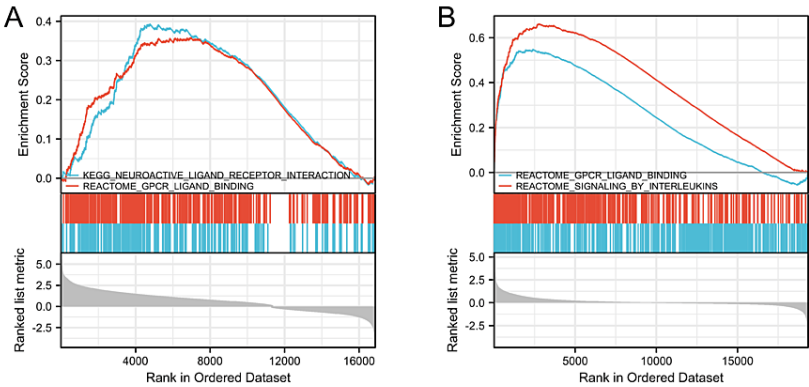 A
0.4
0.3
0.2
0.1
0.0
Enrichment Score
KEGG_NEUROACTIVE_LIGAND_RECEPTOR_INTERACTION
REACTOME_GPCR_LIGAND_BINDING
5.0
2.5
0.0
-2.5
Ranked list metric
4000 8000 12000 16000
Rank in Ordered Dataset
B
0.6
0.4
0.2
0.0
Enrichment Score
REACTOME_GPCR_LIGAND_BINDING
REACTOME_SIGNALING_BY_INTERLEUKINS
5.0
2.5
0.0
-2.5
Ranked list metric
5000 10000 15000
Rank in Ordered Dataset